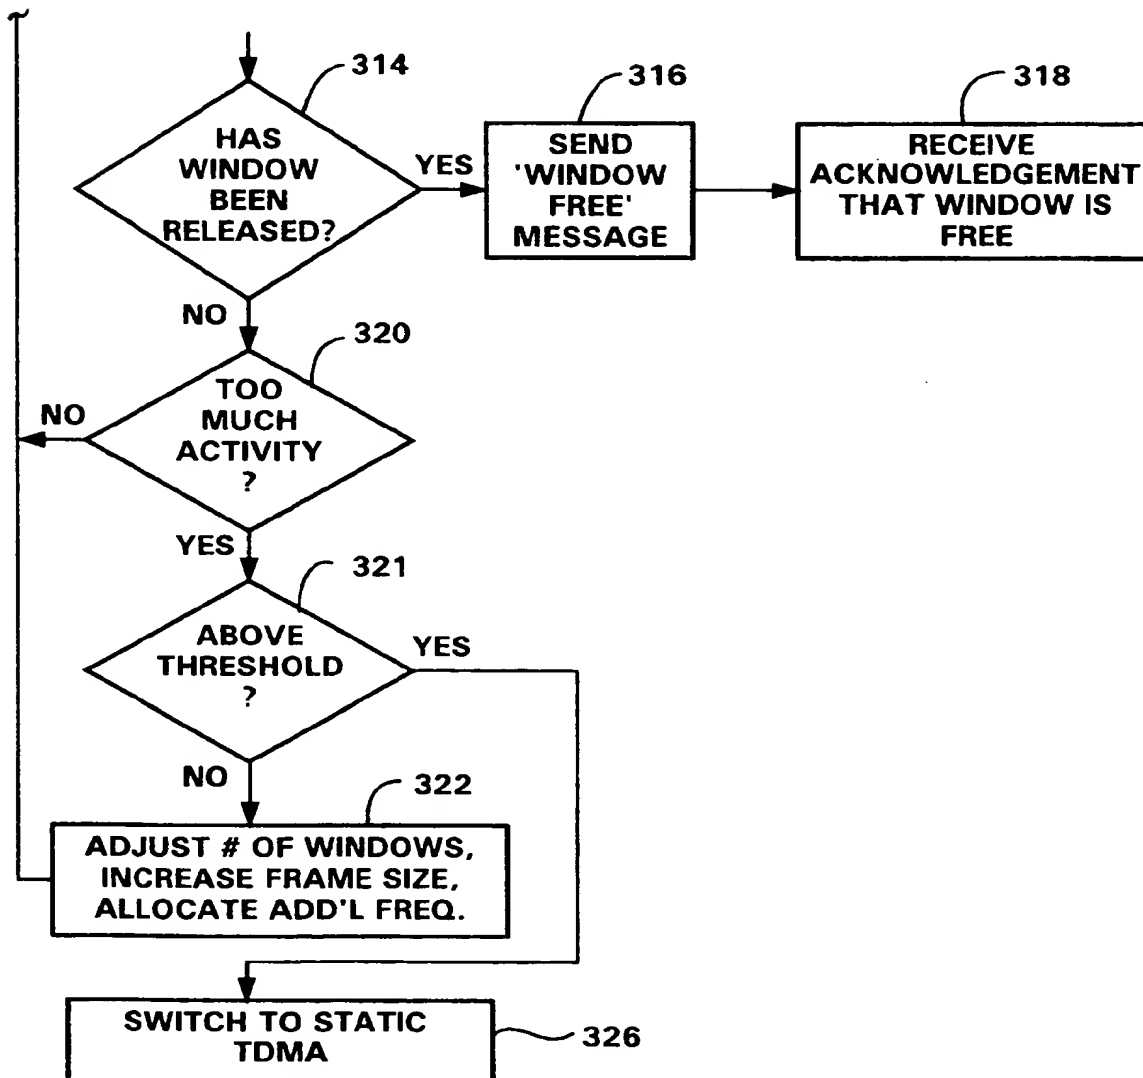 314
HAS
WINDOW
BEEN
RELEASED?
YES
316
SEND
'WINDOW
FREE'
MESSAGE
318
RECEIVE
ACKNOWLEDGEMENT
THAT WINDOW IS
FREE
NO
320
TOO
MUCH
ACTIVITY
?
NO
YES
321
ABOVE
THRESHOLD
?
YES
NO
322
ADJUST # OF WINDOWS,
INCREASE FRAME SIZE,
ALLOCATE ADD'L FREQ.
SWITCH TO STATIC
TDMA
326